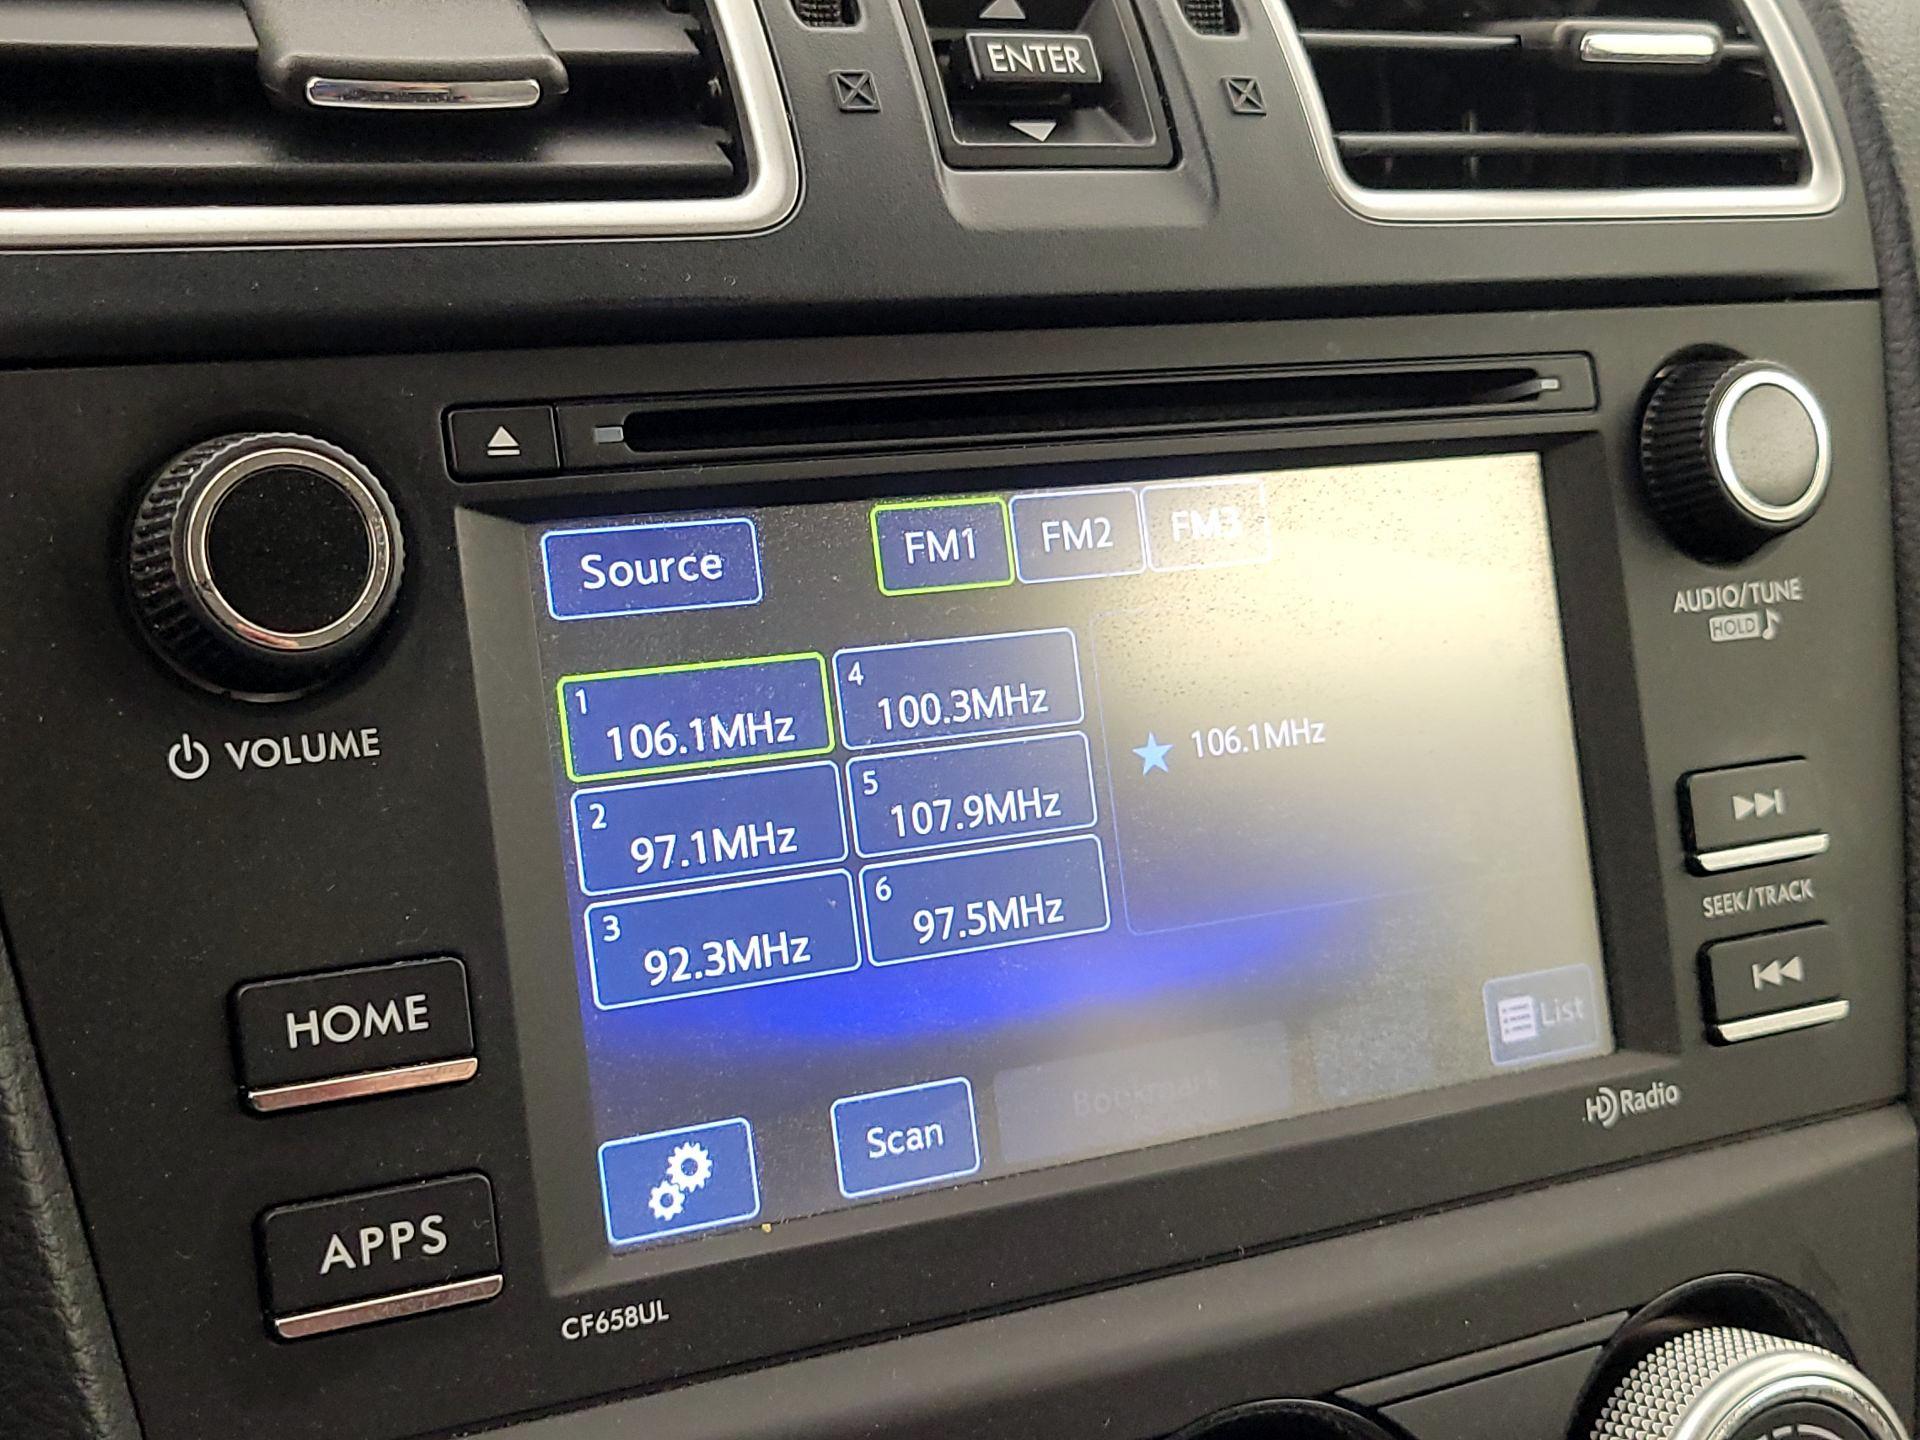 ENTER
Source
FM1
FM2
FM3
AUDIO/TUNE
HOLD
1
106.1MHz
4
100.3MHz
106.1MHz
VOLUME
2
97.1MHz
5
107.9MHz
3
92.3MHz
6
97.5MHz
SEEK/TRACK
HOME
List
Bookmark
Scan
HD Radio
APPS
CF658UL